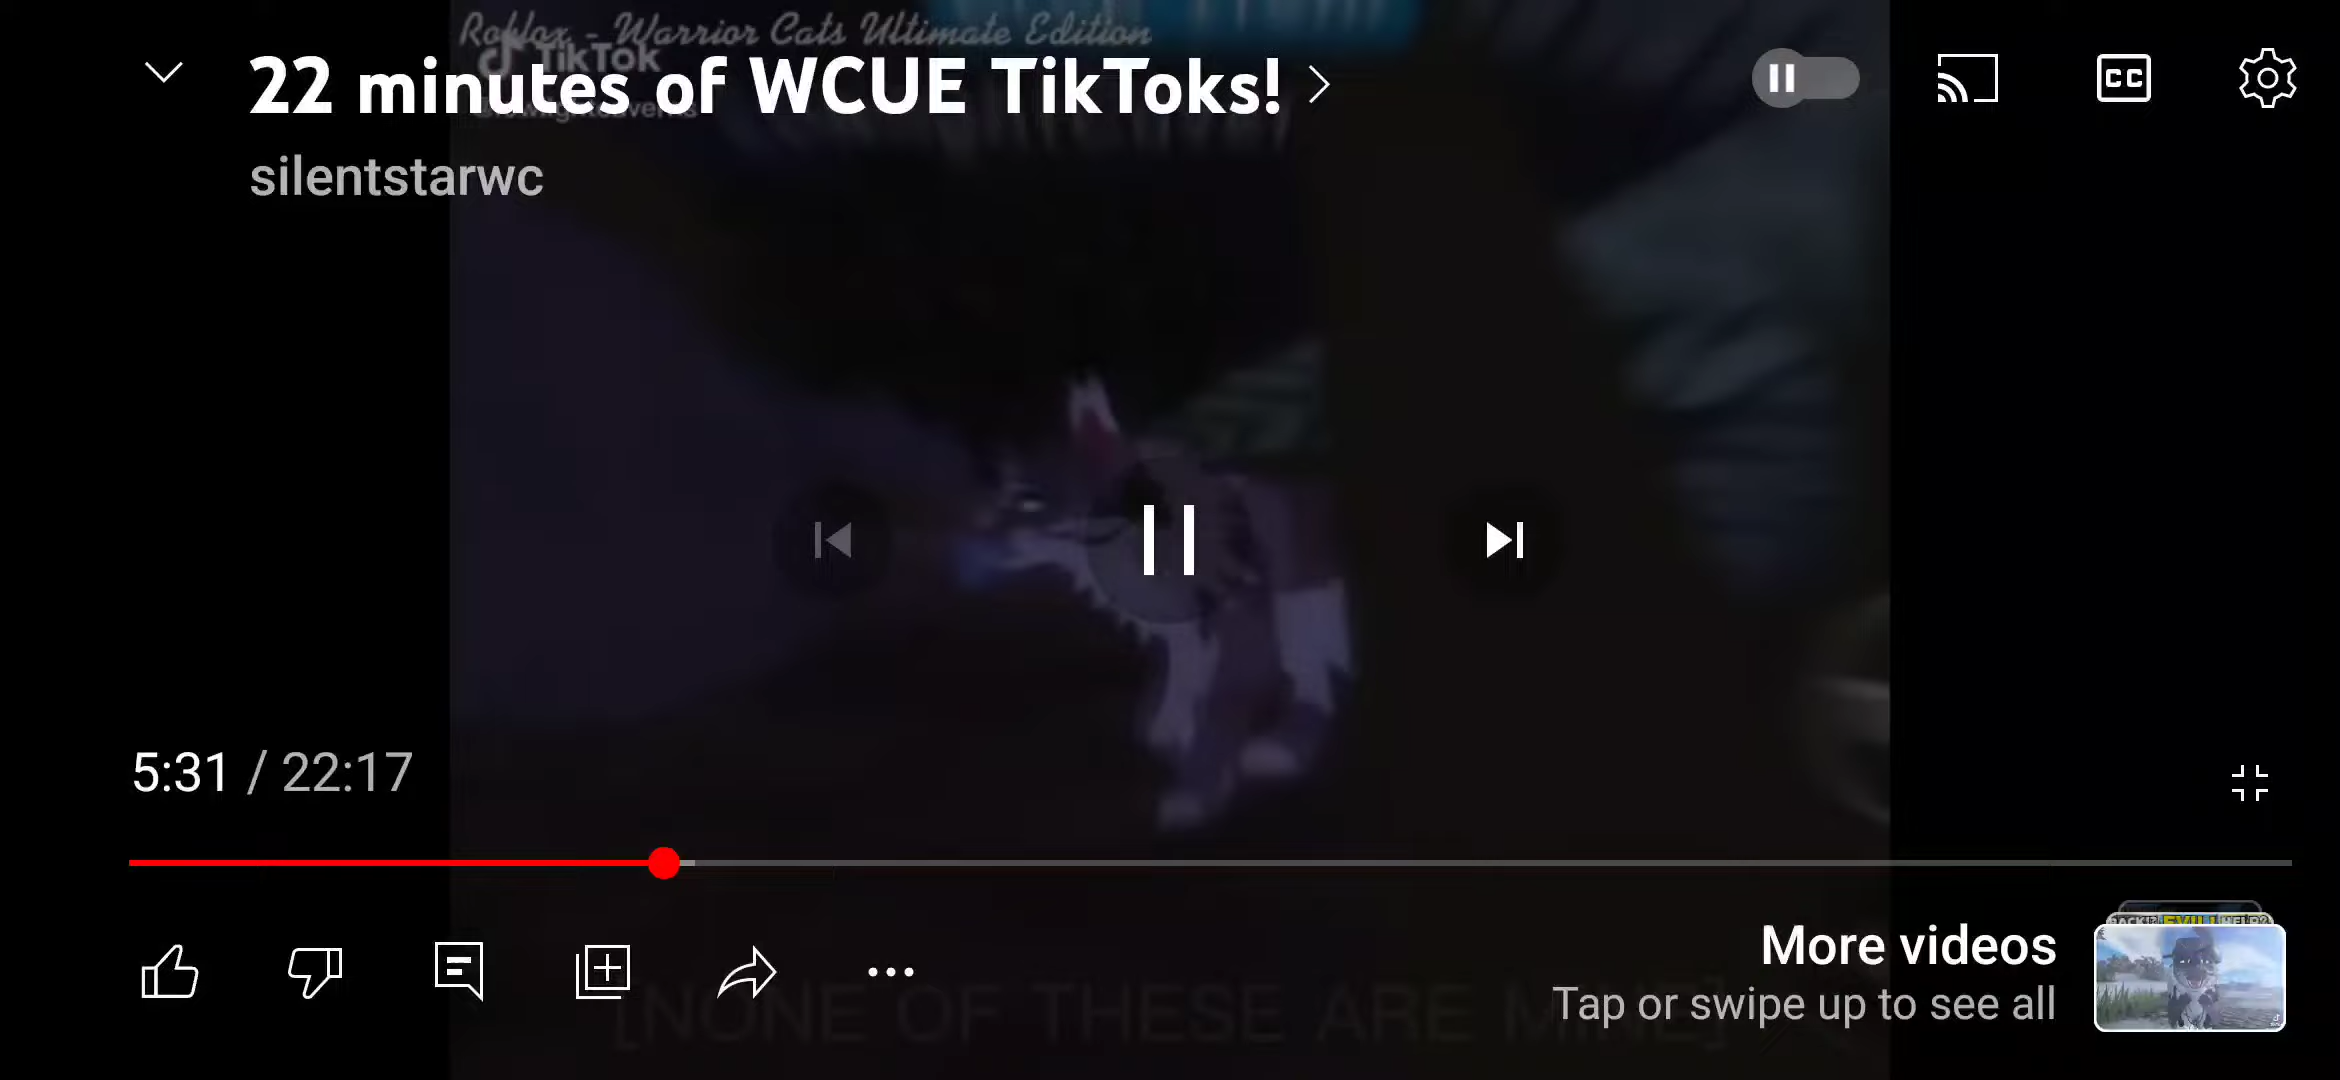 Roblox - Warrior Cats Ultimate Edition
TikTok
22 minutes of WCUE TikToks!
silentstarwc
CC
5:31 / 22:17
More videos
Tap or swipe up to see all
[NONE OF THESE ARE MINE]